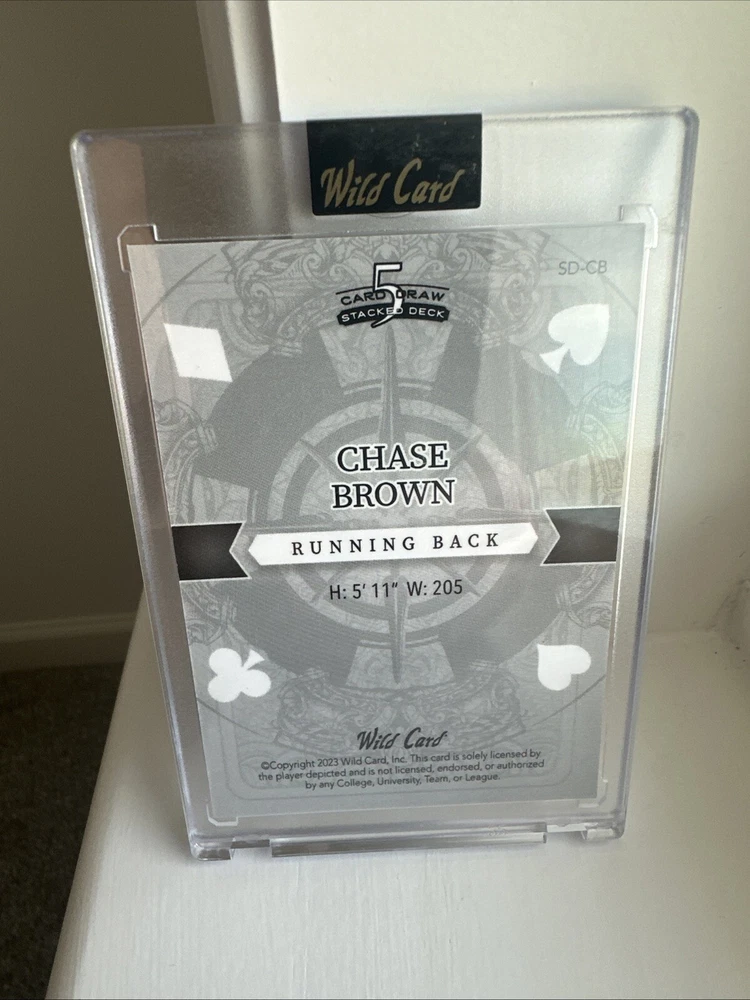 Wild Card
SD-CB
5
CARD DRAW
STACKED DECK
CHASE
BROWN
RUNNING BACK
H: 5' 11" W: 205
Wild Card
©Copyright 2023 Wild Card, Inc. This card is solely licensed by
the player depicted and is not licensed, endorsed, or authorized
by any College, University, Team, or League.